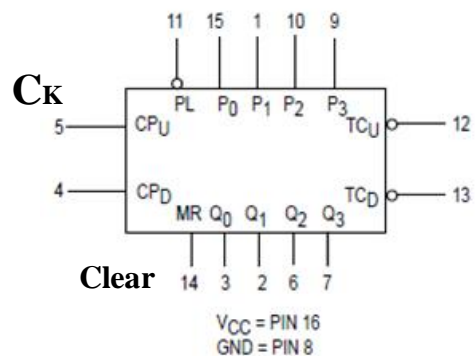 11 15 1 10 9
CK
PL P0 P1 P2 P3
5 CPU TCU 12
4 CPD TCD 13
MR Q0 Q1 Q2 Q3
Clear 14 3 2 6 7
VCC = PIN 16
GND = PIN 8